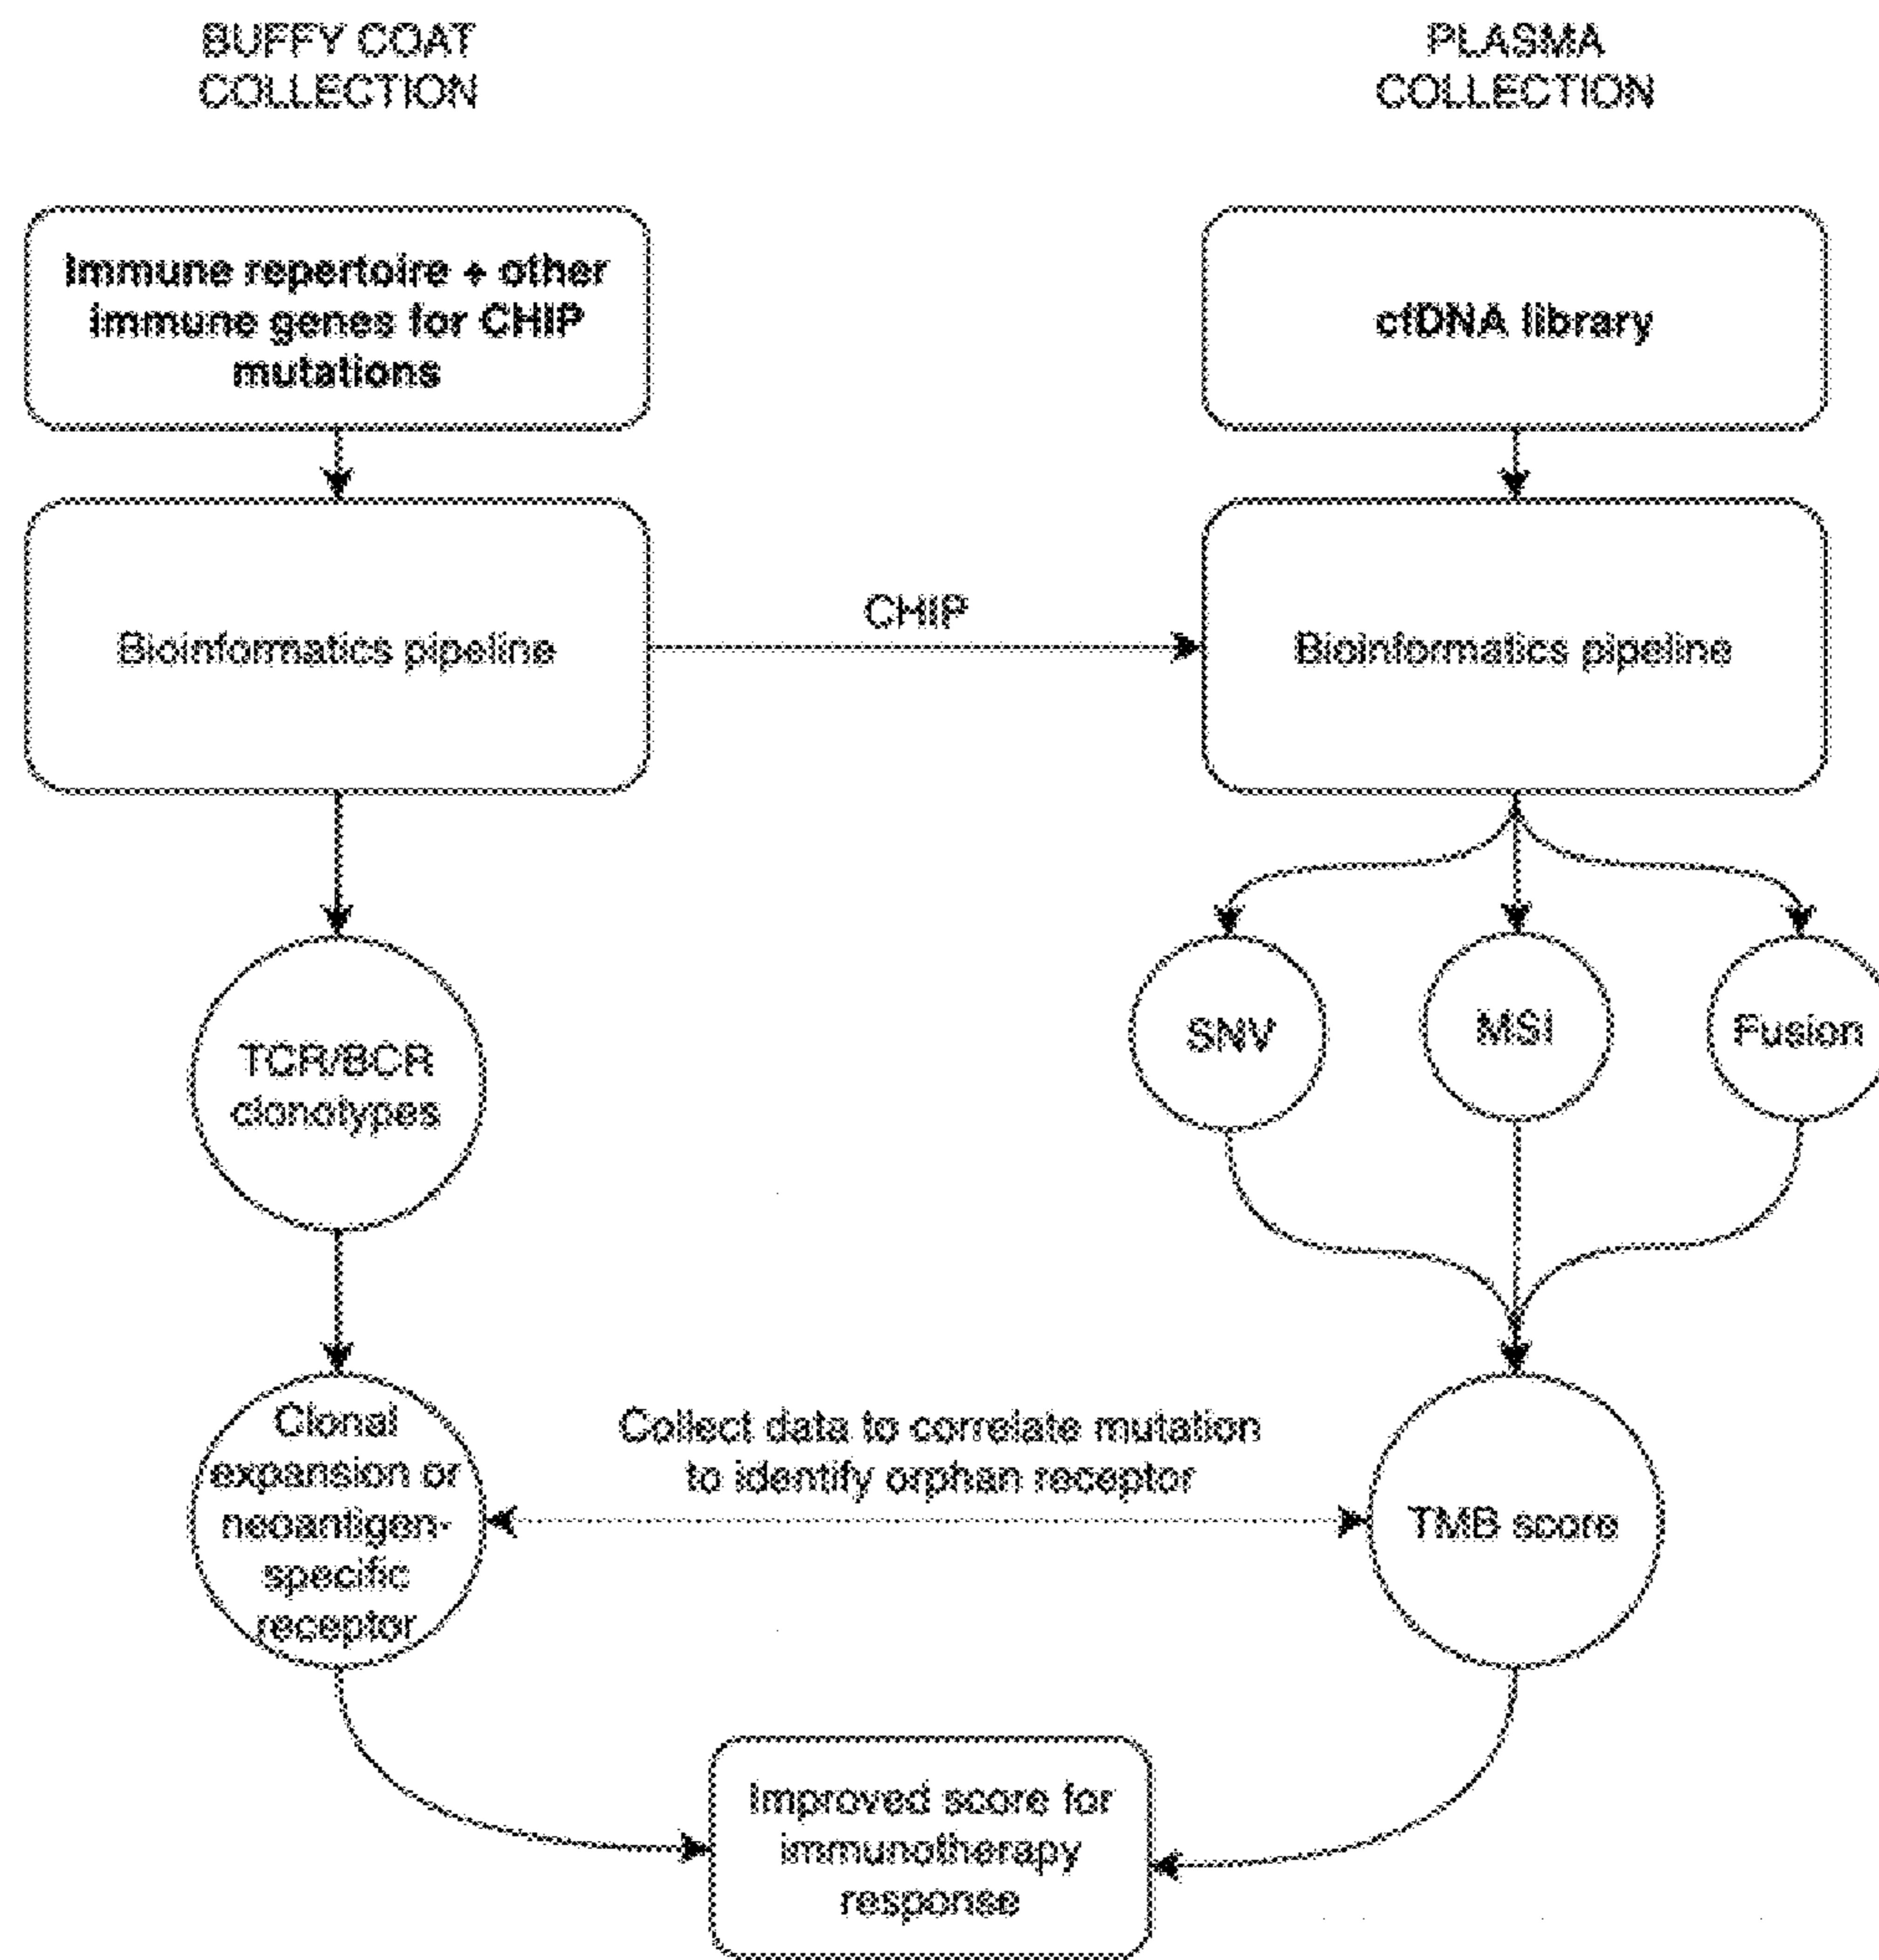 BUFFY COAT
COLLECTION
PLASMA
COLLECTION
Immune repertoire + other
immune genes for CHIP
mutations
cfDNA library
Bioinformatics pipeline
CHIP
Bioinformatics pipeline
TCR/BCR
clonotypes
SNV
MSI
Fusion
Clonal
expansion or
neoantigen-
specific
receptor
Collect data to correlate mutation
to identify orphan receptor
TMB score
Improved score for
immunotherapy
response